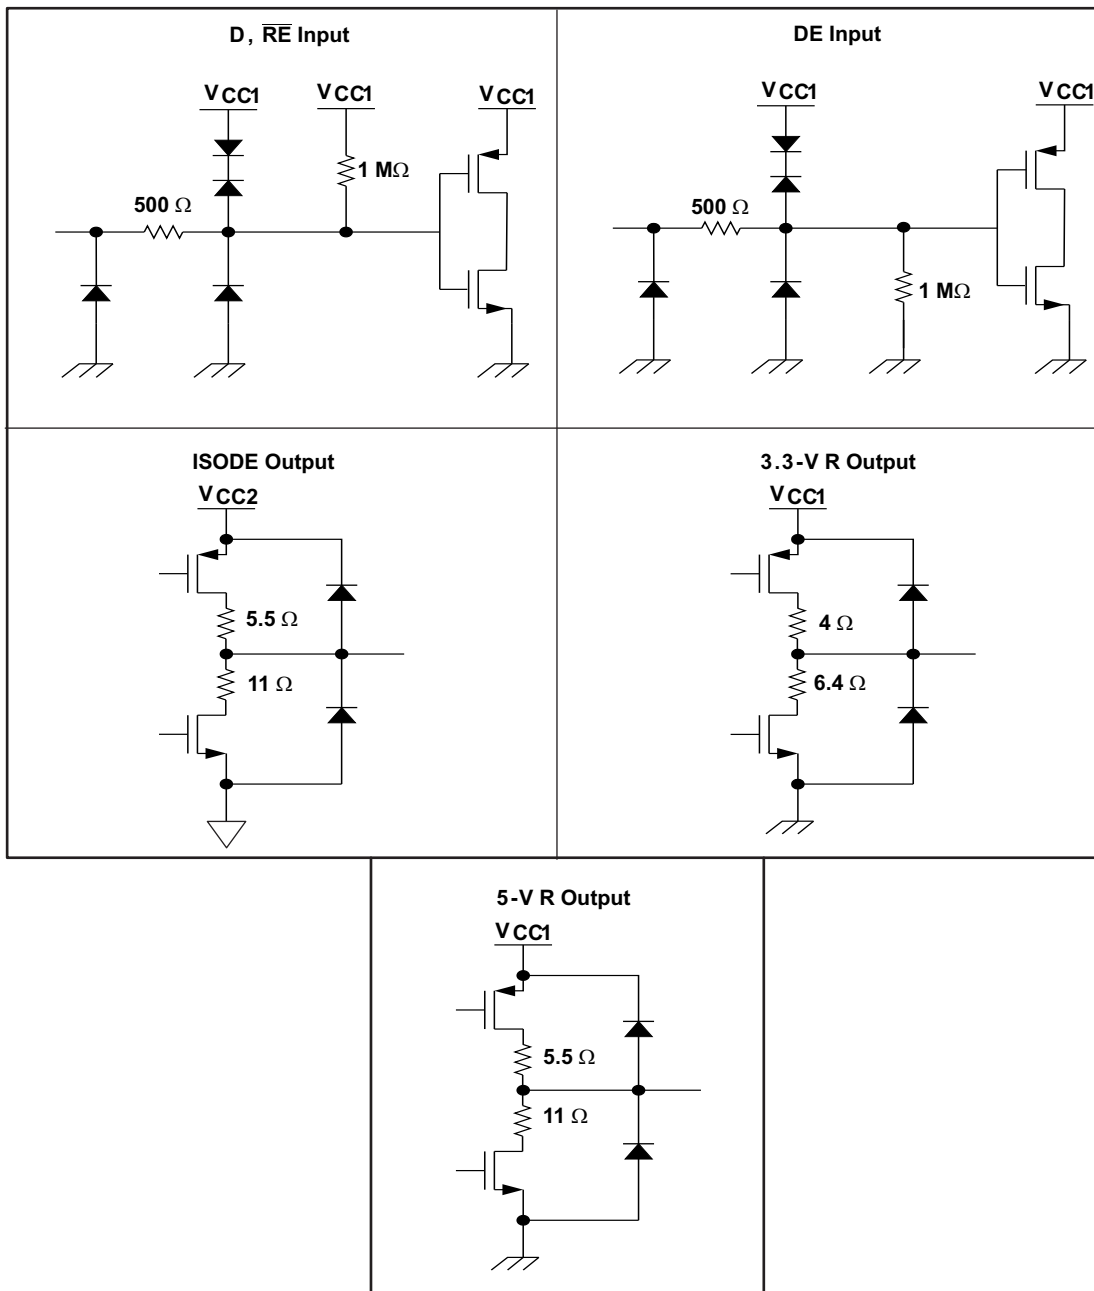 D, R̅E̅ Input
VCC1
VCC1
VCC1
1 MΩ
500 Ω
DE Input
VCC1
VCC1
500 Ω
1 MΩ
ISODE Output
VCC2
5.5 Ω
11 Ω
3.3-V R Output
VCC1
4 Ω
6.4 Ω
5-V R Output
VCC1
5.5 Ω
11 Ω